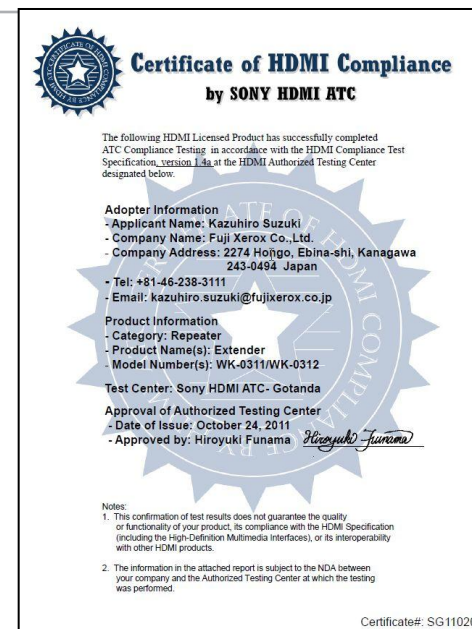 Certificate of HDMI Compliance
by SONY HDMI ATC
The following HDMI Licensed Product has successfully completed
ATC Compliance Testing in accordance with the HDMI Compliance Test
Specification, version 1.4a at the HDMI Authorized Testing Center
designated below.
Adopter Information
- Applicant Name: Kazuhiro Suzuki
- Company Name: Fuji Xerox Co.,Ltd.
- Company Address: 2274 Hongo, Ebina-shi, Kanagawa
243-0494 Japan
- Tel: +81-46-238-3111
- Email: kazuhiro.suzuki@fujixerox.co.jp
Product Information
- Category: Repeater
- Product Name(s): Extender
- Model Number(s): WK-0311/WK-0312
Test Center: Sony HDMI ATC- Gotanda
Approval of Authorized Testing Center
- Date of Issue: October 24, 2011
- Approved by: Hiroyuki Funama Hiroyuki Funama
Notes:
1. This confirmation of test results does not guarantee the quality
or functionality of your product, its compliance with the HDMI Specification
(including the High-Definition Multimedia Interfaces), or its interoperability
with other HDMI products.
2. The information in the attached report is subject to the NDA between
your company and the Authorized Testing Center at which the testing
was performed.
Certificate#: